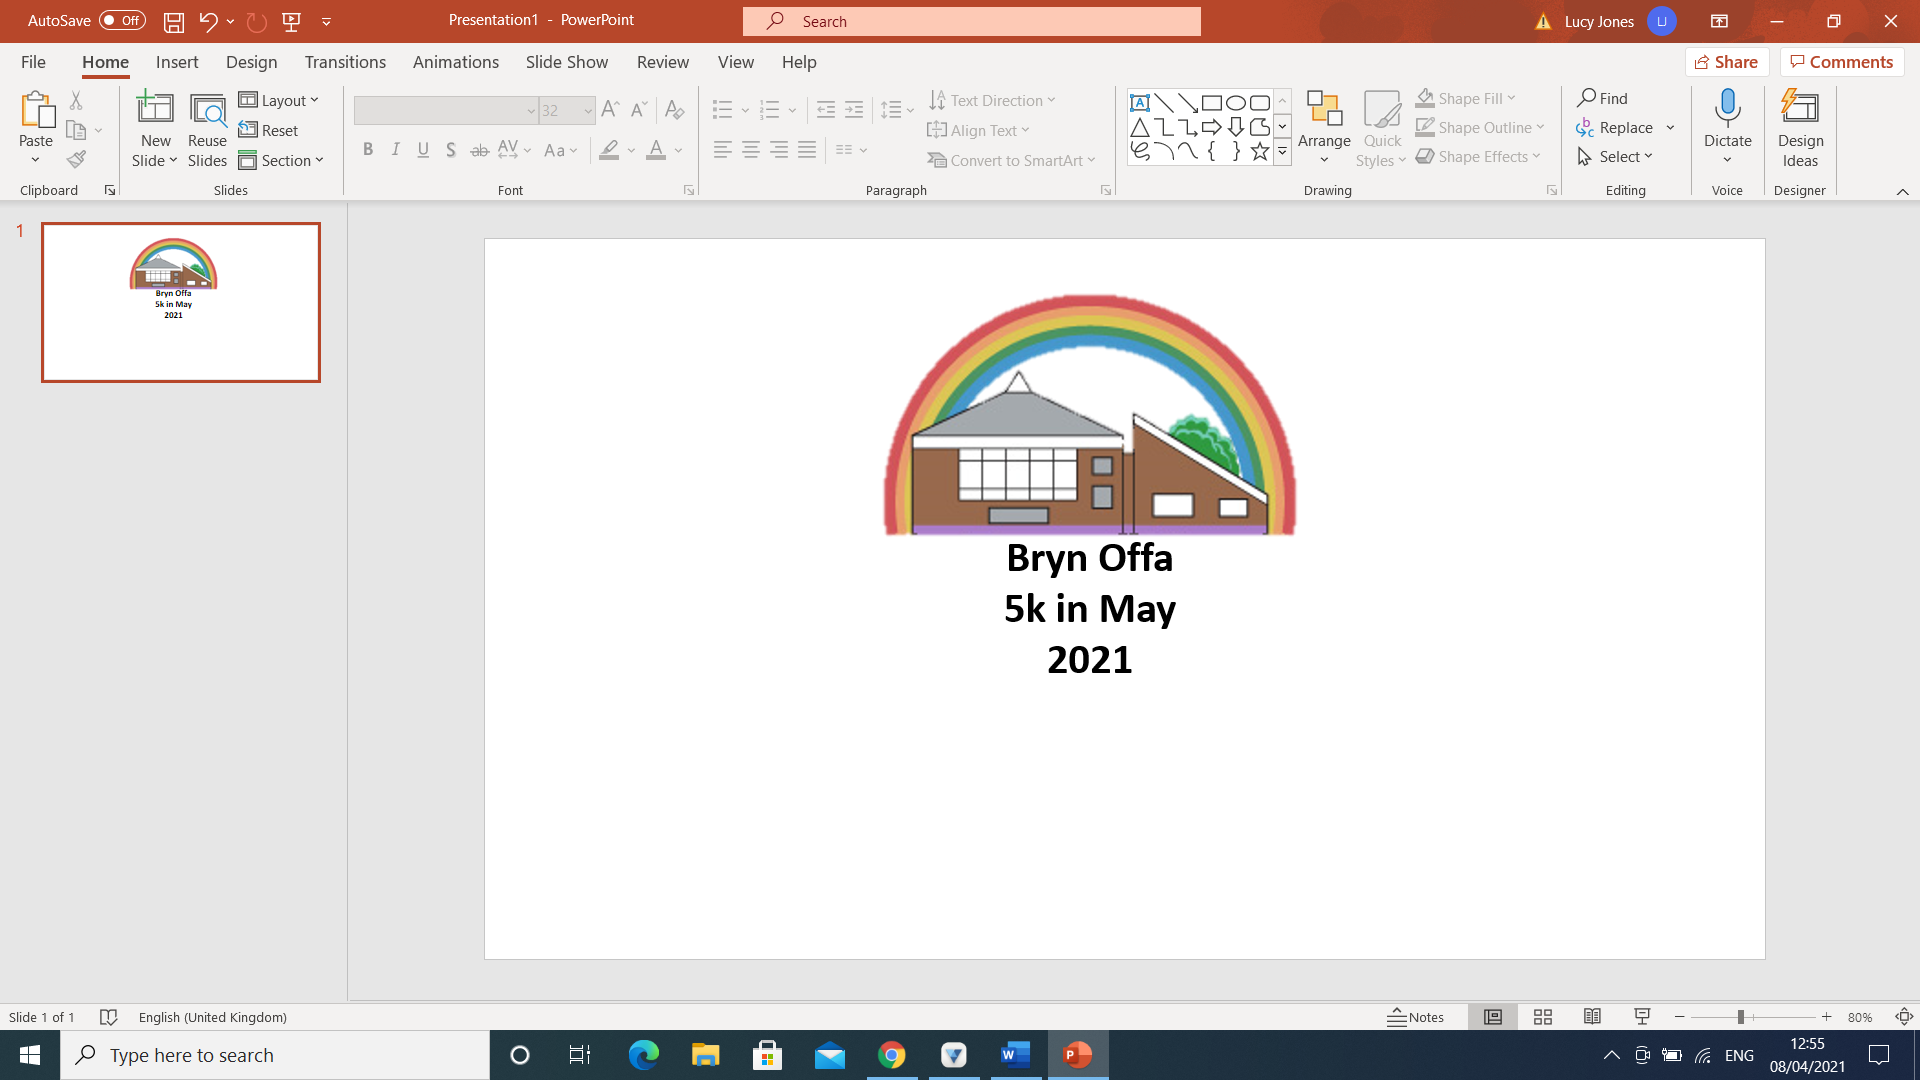 AutoSave Off Presentation1 - PowerPoint Search Lucy Jones LJ
File Home Insert Design Transitions Animations Slide Show Review View Help Share Comments
Paste
Clipboard
New Slide
Reuse Slides
Layout
Reset
Section
Slides
32
B I U S ab AV Aa A
Font
Text Direction
Align Text
Convert to SmartArt
Paragraph
A
Arrange
Quick Styles
Shape Fill
Shape Outline
Shape Effects
Drawing
Find
Replace
Select
Editing
Dictate
Voice
Design Ideas
Designer
1
Bryn Offa
5k in May
2021
Bryn Offa
5k in May
2021
Slide 1 of 1 English (United Kingdom) Notes 80%
Type here to search ENG 12:55
08/04/2021